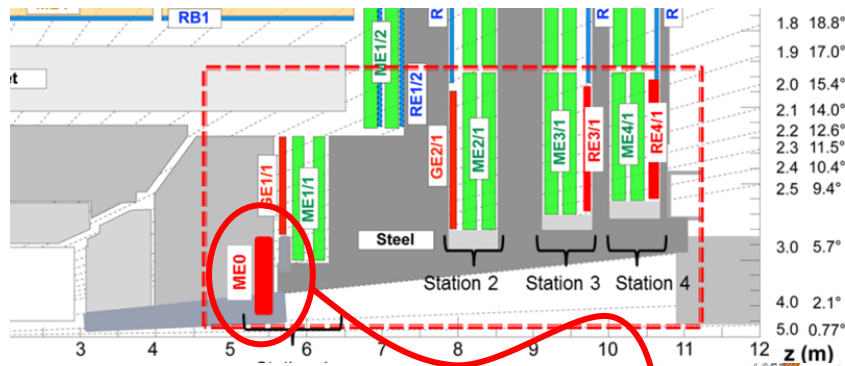 RB1
R
R
R
1.8 18.8°
1.9 17.0°
2.0 15.4°
2.1 14.0°
2.2 12.6°
2.3 11.5°
2.4 10.4°
2.5 9.4°
3.0 5.7°
4.0 2.1°
5.0 0.77°
ME1/2
RE1/2
GE1/1
ME1/1
GE2/1
ME2/1
ME3/1
RE3/1
ME4/1
RE4/1
ME0
Steel
Station 2 Station 3 Station 4
3 4 5 6 7 8 9 10 11 12 z (m)